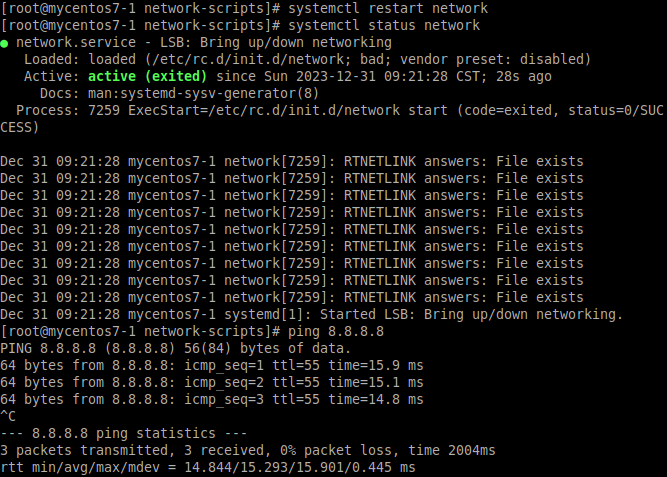 [root@mycentos7-1 network-scripts]# systemctl restart network
[root@mycentos7-1 network-scripts]# systemctl status network
● network.service - LSB: Bring up/down networking
   Loaded: loaded (/etc/rc.d/init.d/network; bad; vendor preset: disabled)
   Active: active (exited) since Sun 2023-12-31 09:21:28 CST; 28s ago
     Docs: man:systemd-sysv-generator(8)
  Process: 7259 ExecStart=/etc/rc.d/init.d/network start (code=exited, status=0/SUC
CESS)

Dec 31 09:21:28 mycentos7-1 network[7259]: RTNETLINK answers: File exists
Dec 31 09:21:28 mycentos7-1 network[7259]: RTNETLINK answers: File exists
Dec 31 09:21:28 mycentos7-1 network[7259]: RTNETLINK answers: File exists
Dec 31 09:21:28 mycentos7-1 network[7259]: RTNETLINK answers: File exists
Dec 31 09:21:28 mycentos7-1 network[7259]: RTNETLINK answers: File exists
Dec 31 09:21:28 mycentos7-1 network[7259]: RTNETLINK answers: File exists
Dec 31 09:21:28 mycentos7-1 network[7259]: RTNETLINK answers: File exists
Dec 31 09:21:28 mycentos7-1 network[7259]: RTNETLINK answers: File exists
Dec 31 09:21:28 mycentos7-1 network[7259]: RTNETLINK answers: File exists
Dec 31 09:21:28 mycentos7-1 systemd[1]: Started LSB: Bring up/down networking.
[root@mycentos7-1 network-scripts]# ping 8.8.8.8
PING 8.8.8.8 (8.8.8.8) 56(84) bytes of data.
64 bytes from 8.8.8.8: icmp_seq=1 ttl=55 time=15.9 ms
64 bytes from 8.8.8.8: icmp_seq=2 ttl=55 time=15.1 ms
64 bytes from 8.8.8.8: icmp_seq=3 ttl=55 time=14.8 ms
^C
--- 8.8.8.8 ping statistics ---
3 packets transmitted, 3 received, 0% packet loss, time 2004ms
rtt min/avg/max/mdev = 14.844/15.293/15.901/0.445 ms